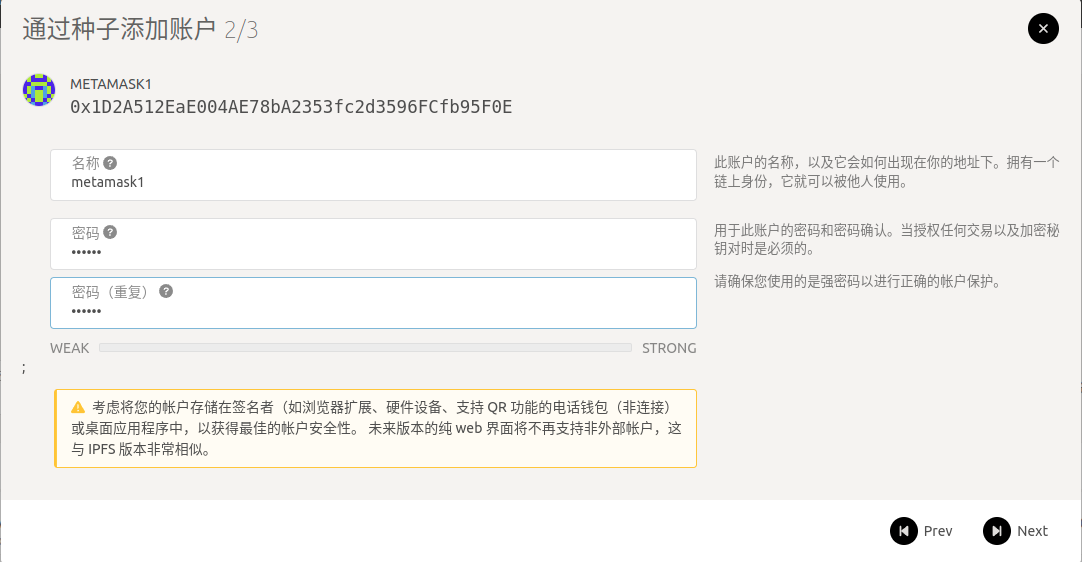 通过种子添加账户 2/3
METAMASK1
0x1D2A512EaE004AE78bA2353fc2d3596FCfb95F0E
名称
metamask1
此账户的名称，以及它会如何出现在你的地址下。拥有一个
链上身份，它就可以被他人使用。
密码
••••••
用于此账户的密码和密码确认。当授权任何交易以及加密秘
钥对时是必须的。
密码（重复）
••••••
请确保您使用的是强密码以进行正确的帐户保护。
WEAK STRONG
;
考虑将您的帐户存储在签名者（如浏览器扩展、硬件设备、支持 QR 功能的电话钱包（非连接）
或桌面应用程序中，以获得最佳的帐户安全性。 未来版本的纯 web 界面将不再支持非外部帐户，这
与 IPFS 版本非常相似。
Prev Next